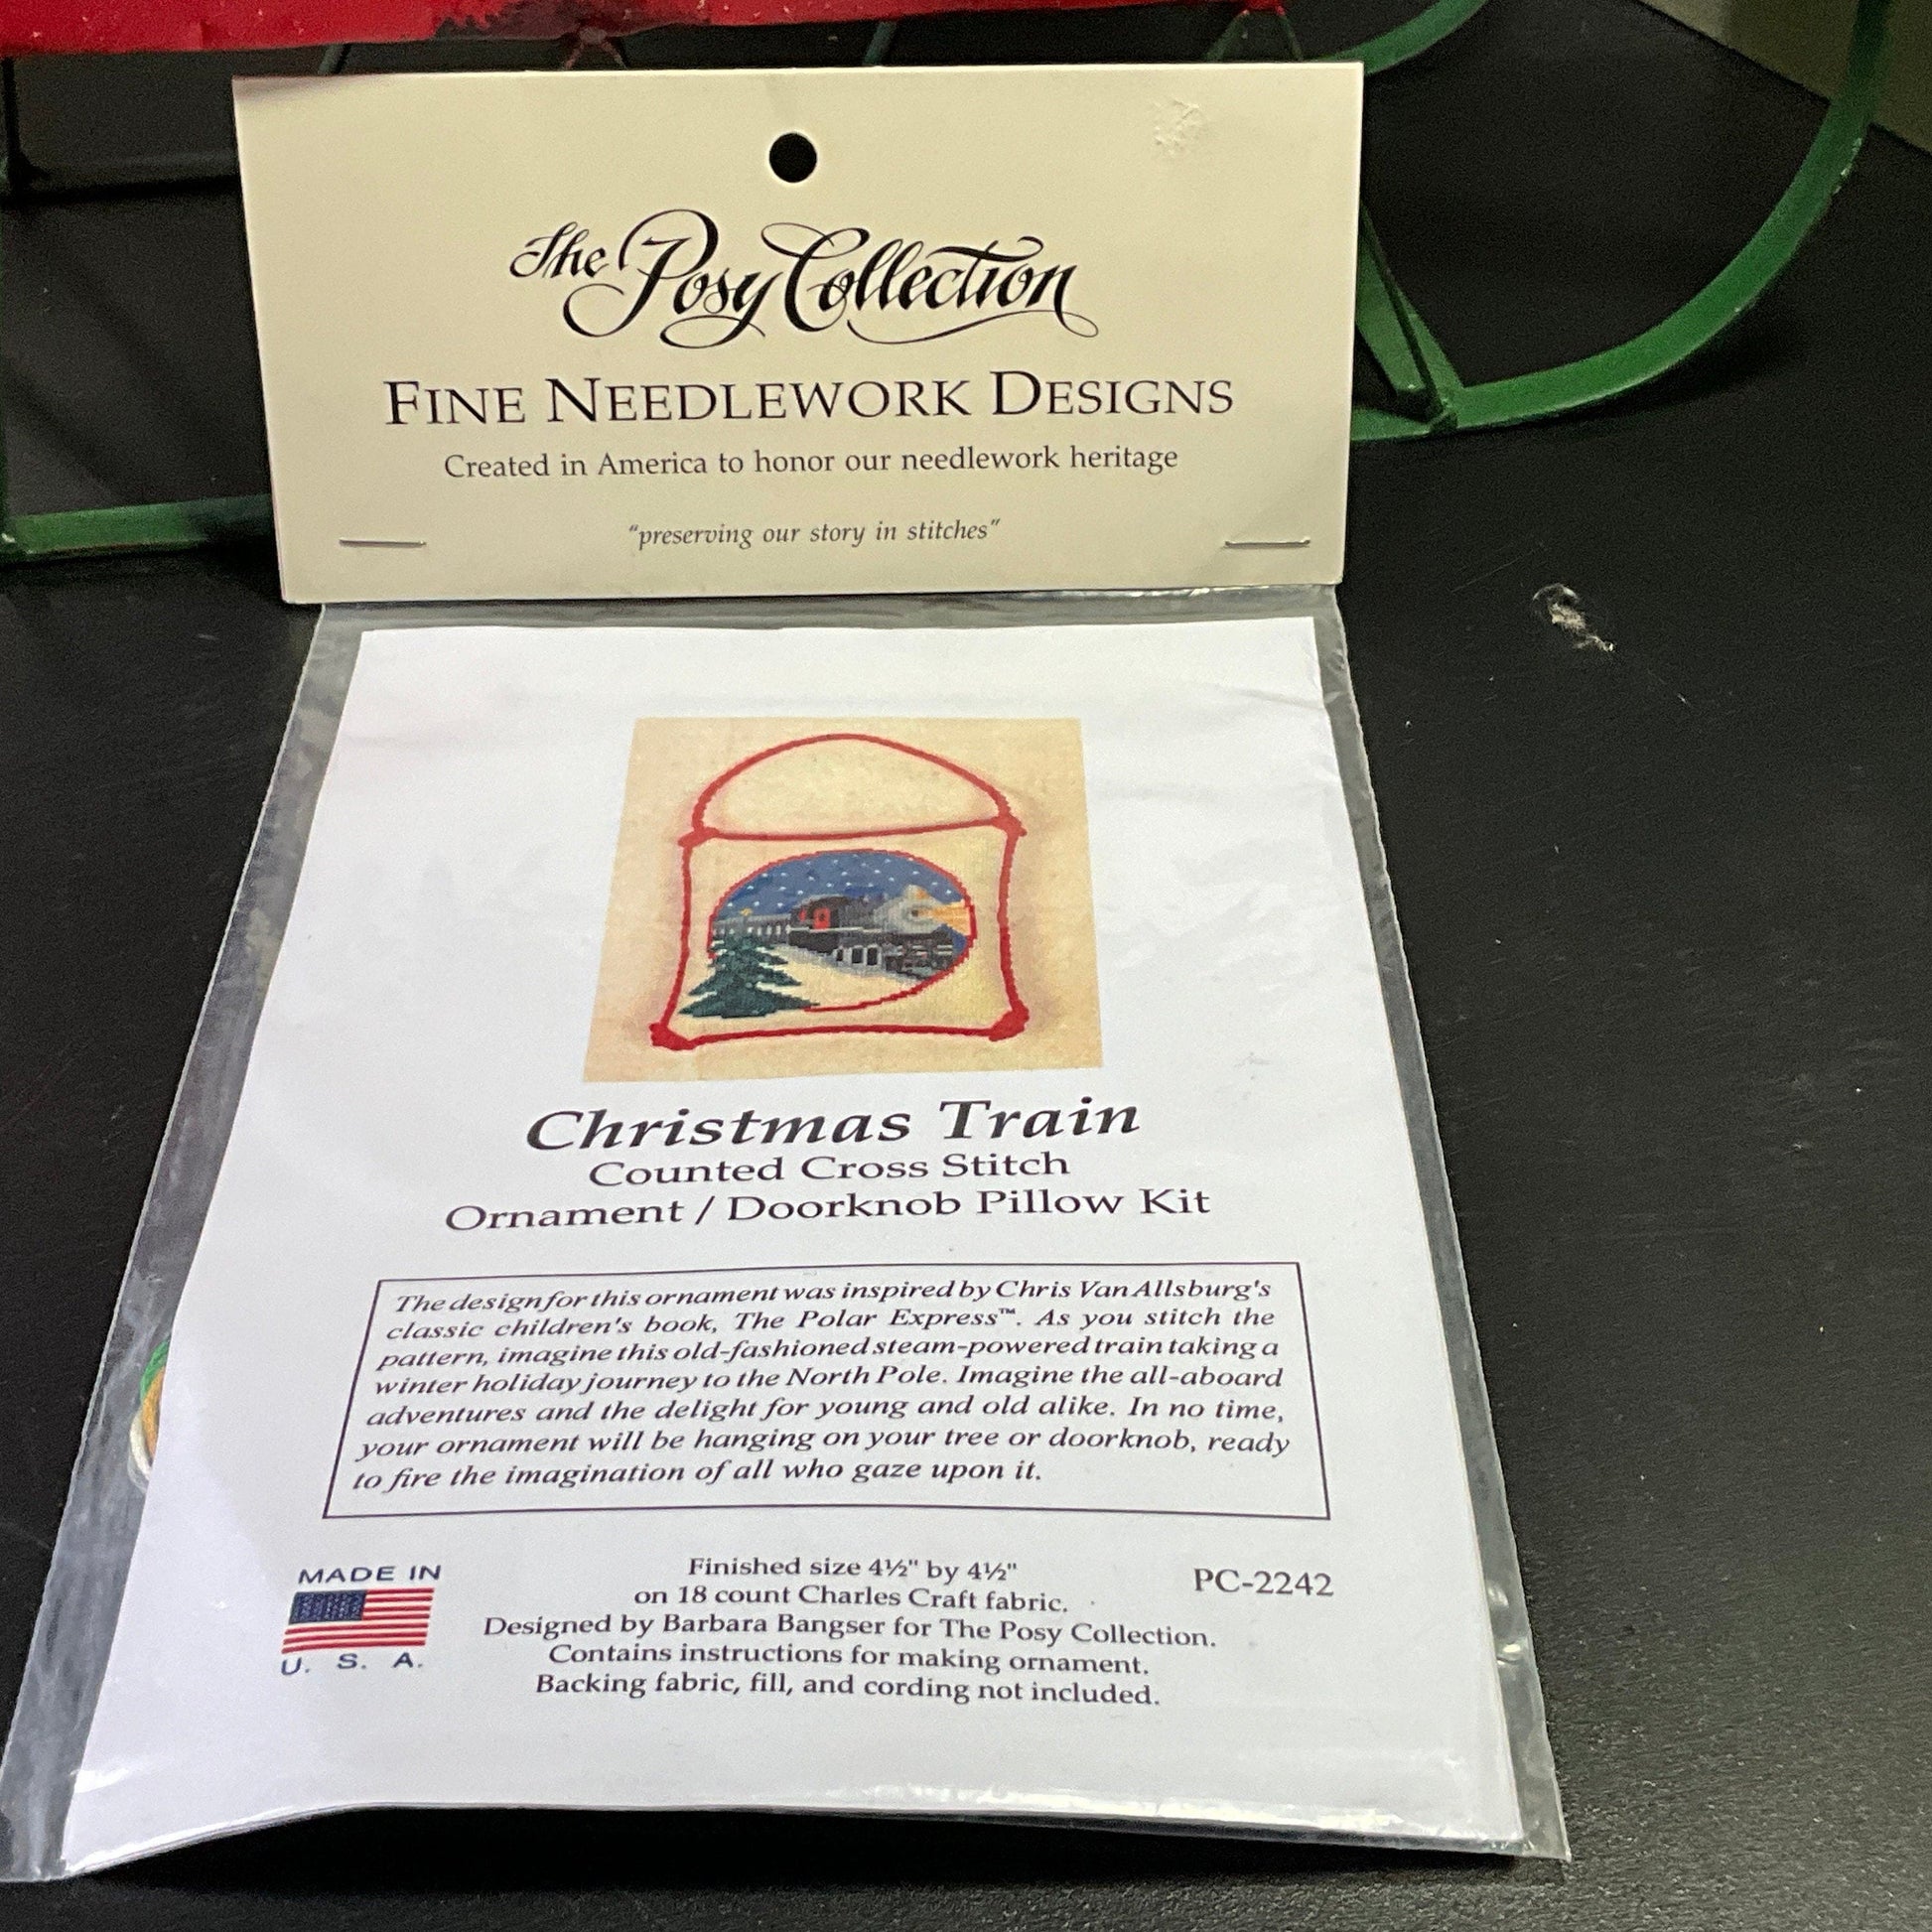 The Posy Collection
FINE NEEDLEWORK DESIGNS
Created in America to honor our needlework heritage
"preserving our story in stitches"
Christmas Train
Counted Cross Stitch
Ornament / Doorknob Pillow Kit
The design for this ornament was inspired by Chris Van Allsburg's
classic children's book, The Polar Express™. As you stitch the
pattern, imagine this old-fashioned steam-powered train taking a
winter holiday journey to the North Pole. Imagine the all-aboard
adventures and the delight for young and old alike. In no time,
your ornament will be hanging on your tree or doorknob, ready
to fire the imagination of all who gaze upon it.
MADE IN
U. S. A.
Finished size 4½" by 4½"
on 18 count Charles Craft fabric.
Designed by Barbara Bangser for The Posy Collection.
Contains instructions for making ornament.
Backing fabric, fill, and cording not included.
PC-2242